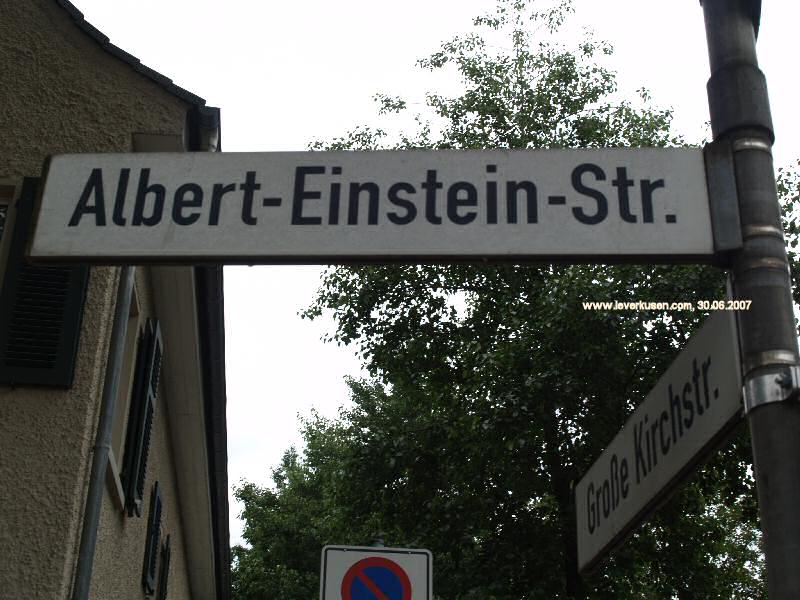 Albert-Einstein-Str.
www.leverkusen.com, 30.06.2007
Große Kirchstr.